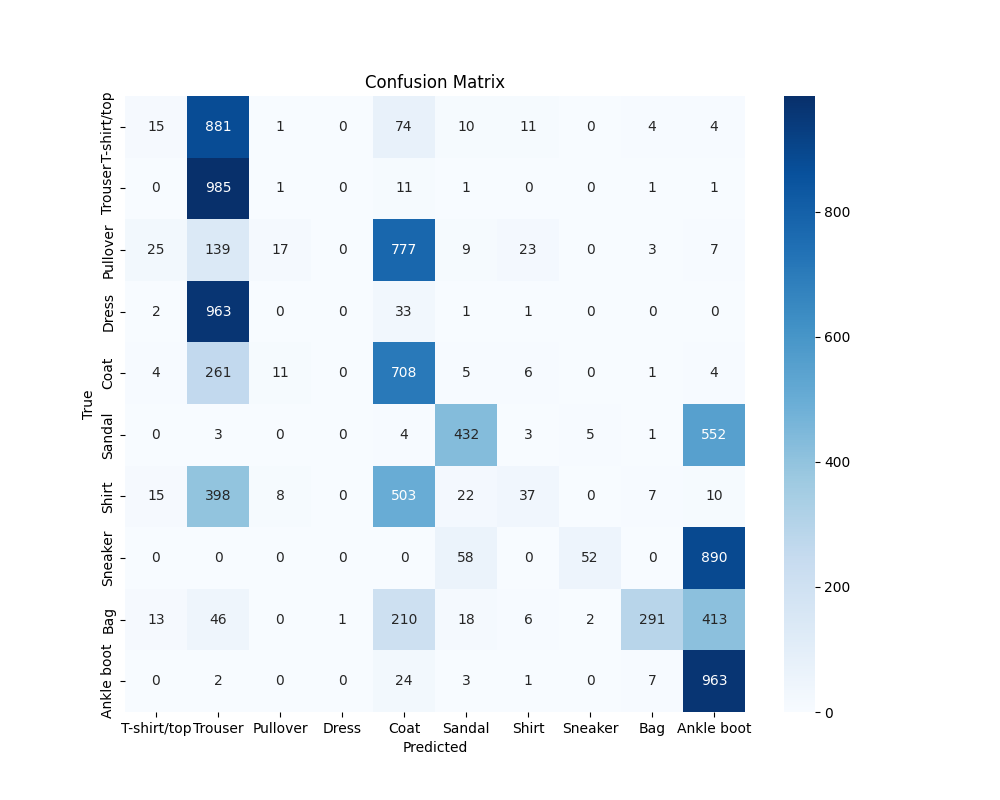 Confusion Matrix
T-shirt/top 15 881 1 0 74 10 11 0 4 4
Trouser 0 985 1 0 11 1 0 0 1 1
Pullover 25 139 17 0 777 9 23 0 3 7
Dress 2 963 0 0 33 1 1 0 0 0
Coat 4 261 11 0 708 5 6 0 1 4
Sandal 0 3 0 0 4 432 3 5 1 552
Shirt 15 398 8 0 503 22 37 0 7 10
Sneaker 0 0 0 0 0 58 0 52 0 890
Bag 13 46 0 1 210 18 6 2 291 413
Ankle boot 0 2 0 0 24 3 1 0 7 963
True
T-shirt/top Trouser Pullover Dress Coat Sandal Shirt Sneaker Bag Ankle boot
Predicted
800
600
400
200
0